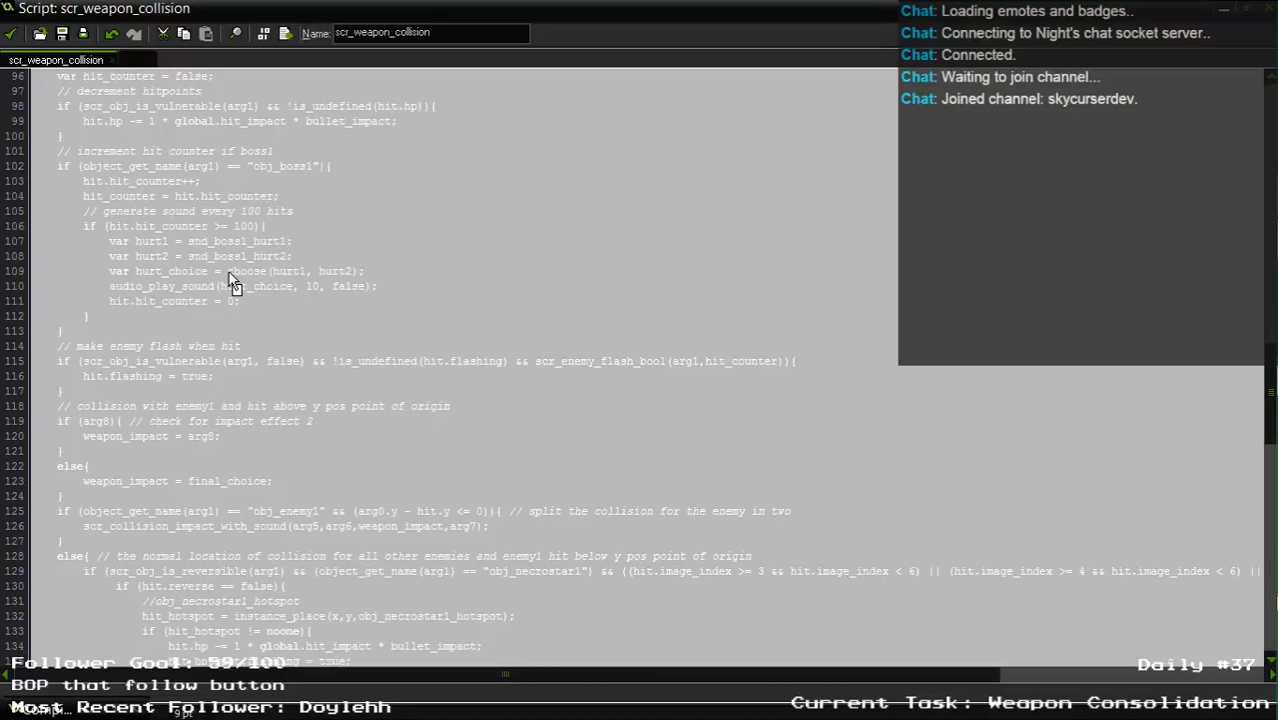 Script: scr_weapon_collision
Name: scr_weapon_collision
scr_weapon_collision
96 var hit_counter = false;
97 // decrement hitpoints
98 if (scr_obj_is_vulnerable(arg1) && !is_undefined(hit.hp)){
99 hit.hp -= 1 * global.hit_impact * bullet_impact;
100 }
101 // increment hit counter if boss1
102 if (object_get_name(arg1) == "obj_boss1"){
103 hit.hit_counter++;
104 hit_counter = hit.hit_counter;
105 // generate sound every 100 hits
106 if (hit.hit_counter >= 100){
107 var hurt1 = snd_boss1_hurt1;
108 var hurt2 = snd_boss1_hurt2;
109 var hurt_choice = choose(hurt1, hurt2);
110 audio_play_sound(hurt_choice, 10, false);
111 hit.hit_counter = 0;
112 }
113 }
114 // make enemy flash when hit
115 if (scr_obj_is_vulnerable(arg1, false) && !is_undefined(hit.flashing) && scr_enemy_flash_bool(arg1,hit_counter)){
116 hit.flashing = true;
117 }
118 // collision with enemy1 and hit above y pos point of origin
119 if (arg8){ // check for impact effect 2
120 weapon_impact = arg8;
121 }
122 else{
123 weapon_impact = final_choice;
124 }
125 if (object_get_name(arg1) == "obj_enemy1" && (arg0.y - hit.y <= 0)){ // split the collision for the enemy in two
126 scr_collision_impact_with_sound(arg5,arg6,weapon_impact,arg7);
127 }
128 else{ // the normal location of collision for all other enemies and enemy1 hit below y pos point of origin
129 if (scr_obj_is_reversible(arg1) && (object_get_name(arg1) == "obj_necrostar1") && ((hit.image_index >= 3 && hit.image_index < 6) || (hit.image_index >= 4 && hit.image_index < 6) ||
130 if (hit.reverse == false){
131 //obj_necrostar1_hotspot
132 hit_hotspot = instance_place(x,y,obj_necrostar1_hotspot);
133 if (hit_hotspot != noone){
134 hit.hp -= 1 * global.hit_impact * bullet_impact;
= true;
Chat: Loading emotes and badges..
Chat: Connecting to Night's chat socket server..
Chat: Connected.
Chat: Waiting to join channel...
Chat: Joined channel: skycurserdev.
Follower Goal: 59/100
BOP that follow button
Most Recent Follower: Doylehh
Daily #37
Current Task: Weapon Consolidation
9 pt